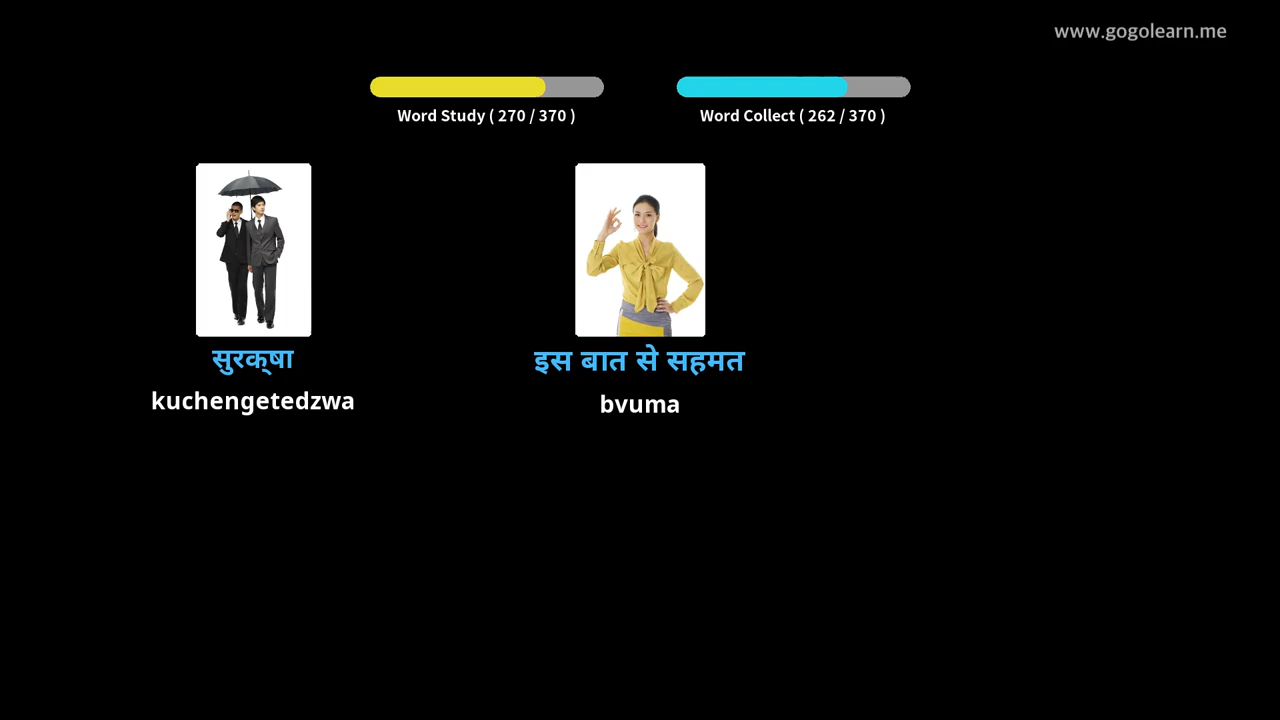 www.gogolearn.me
Word Study ( 270 / 370 )
Word Collect ( 262 / 370 )
सुरक्षा
kuchengetedzwa
इस बात से सहमत
bvuma